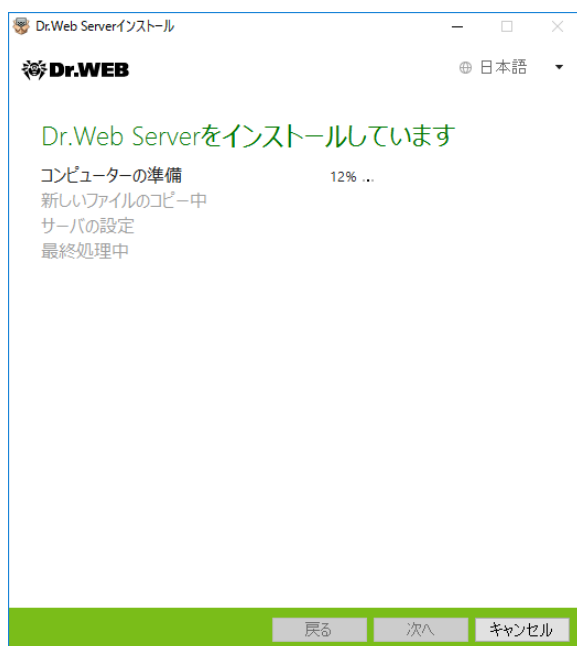 Dr.Web Serverインストール
Dr.WEB
日本語
Dr.Web Serverをインストールしています
コンピューターの準備 12% ...
新しいファイルのコピー中
サーバの設定
最終処理中
戻る 次へ キャンセル